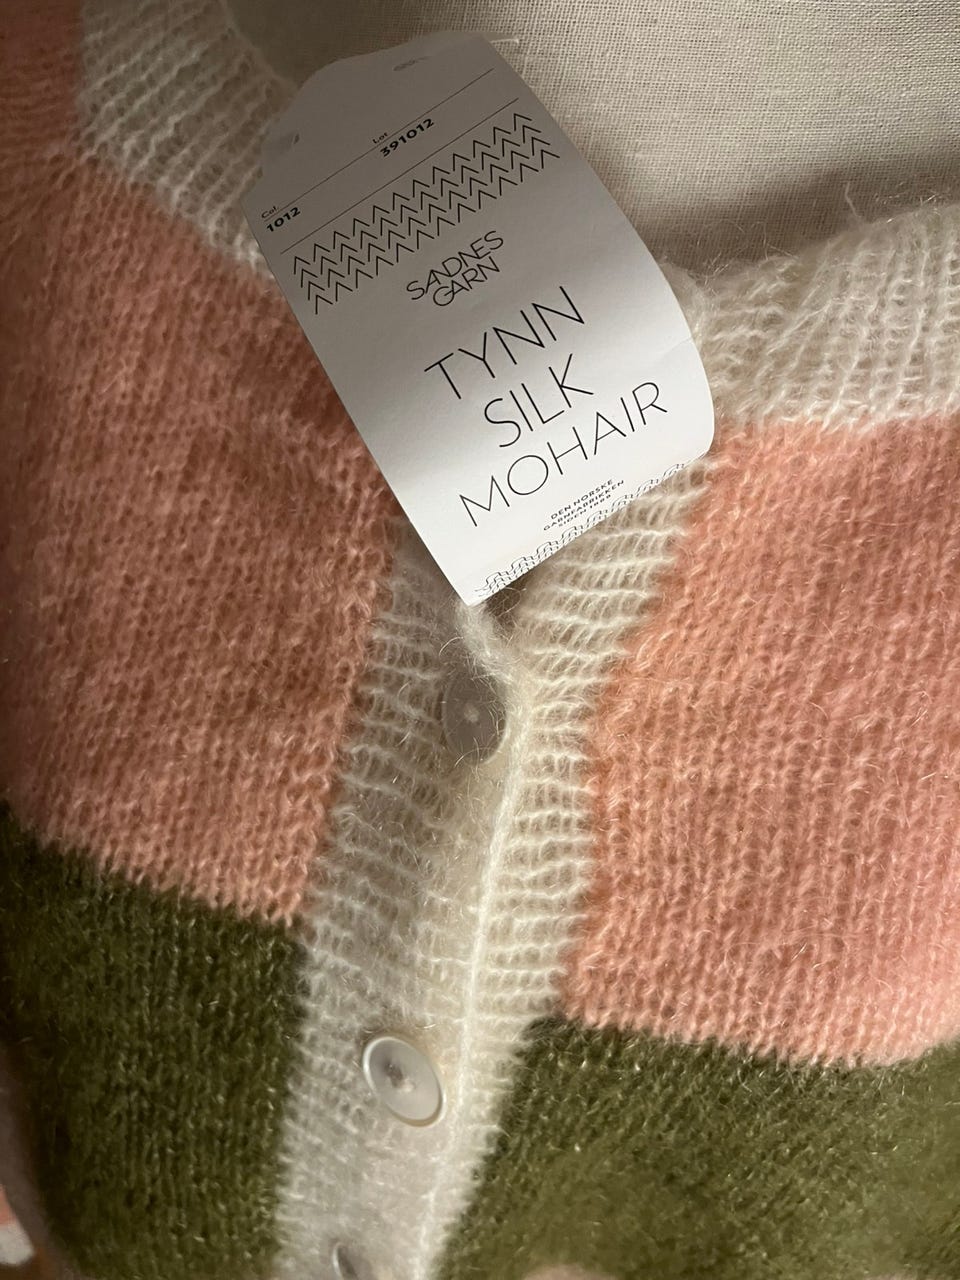 Col. Lot
1012 391012
SANDNES
GARN
TYNN
SILK
MOHAIR
DEN NORSKE
GARNFABRIKKEN
SIDEN 1888